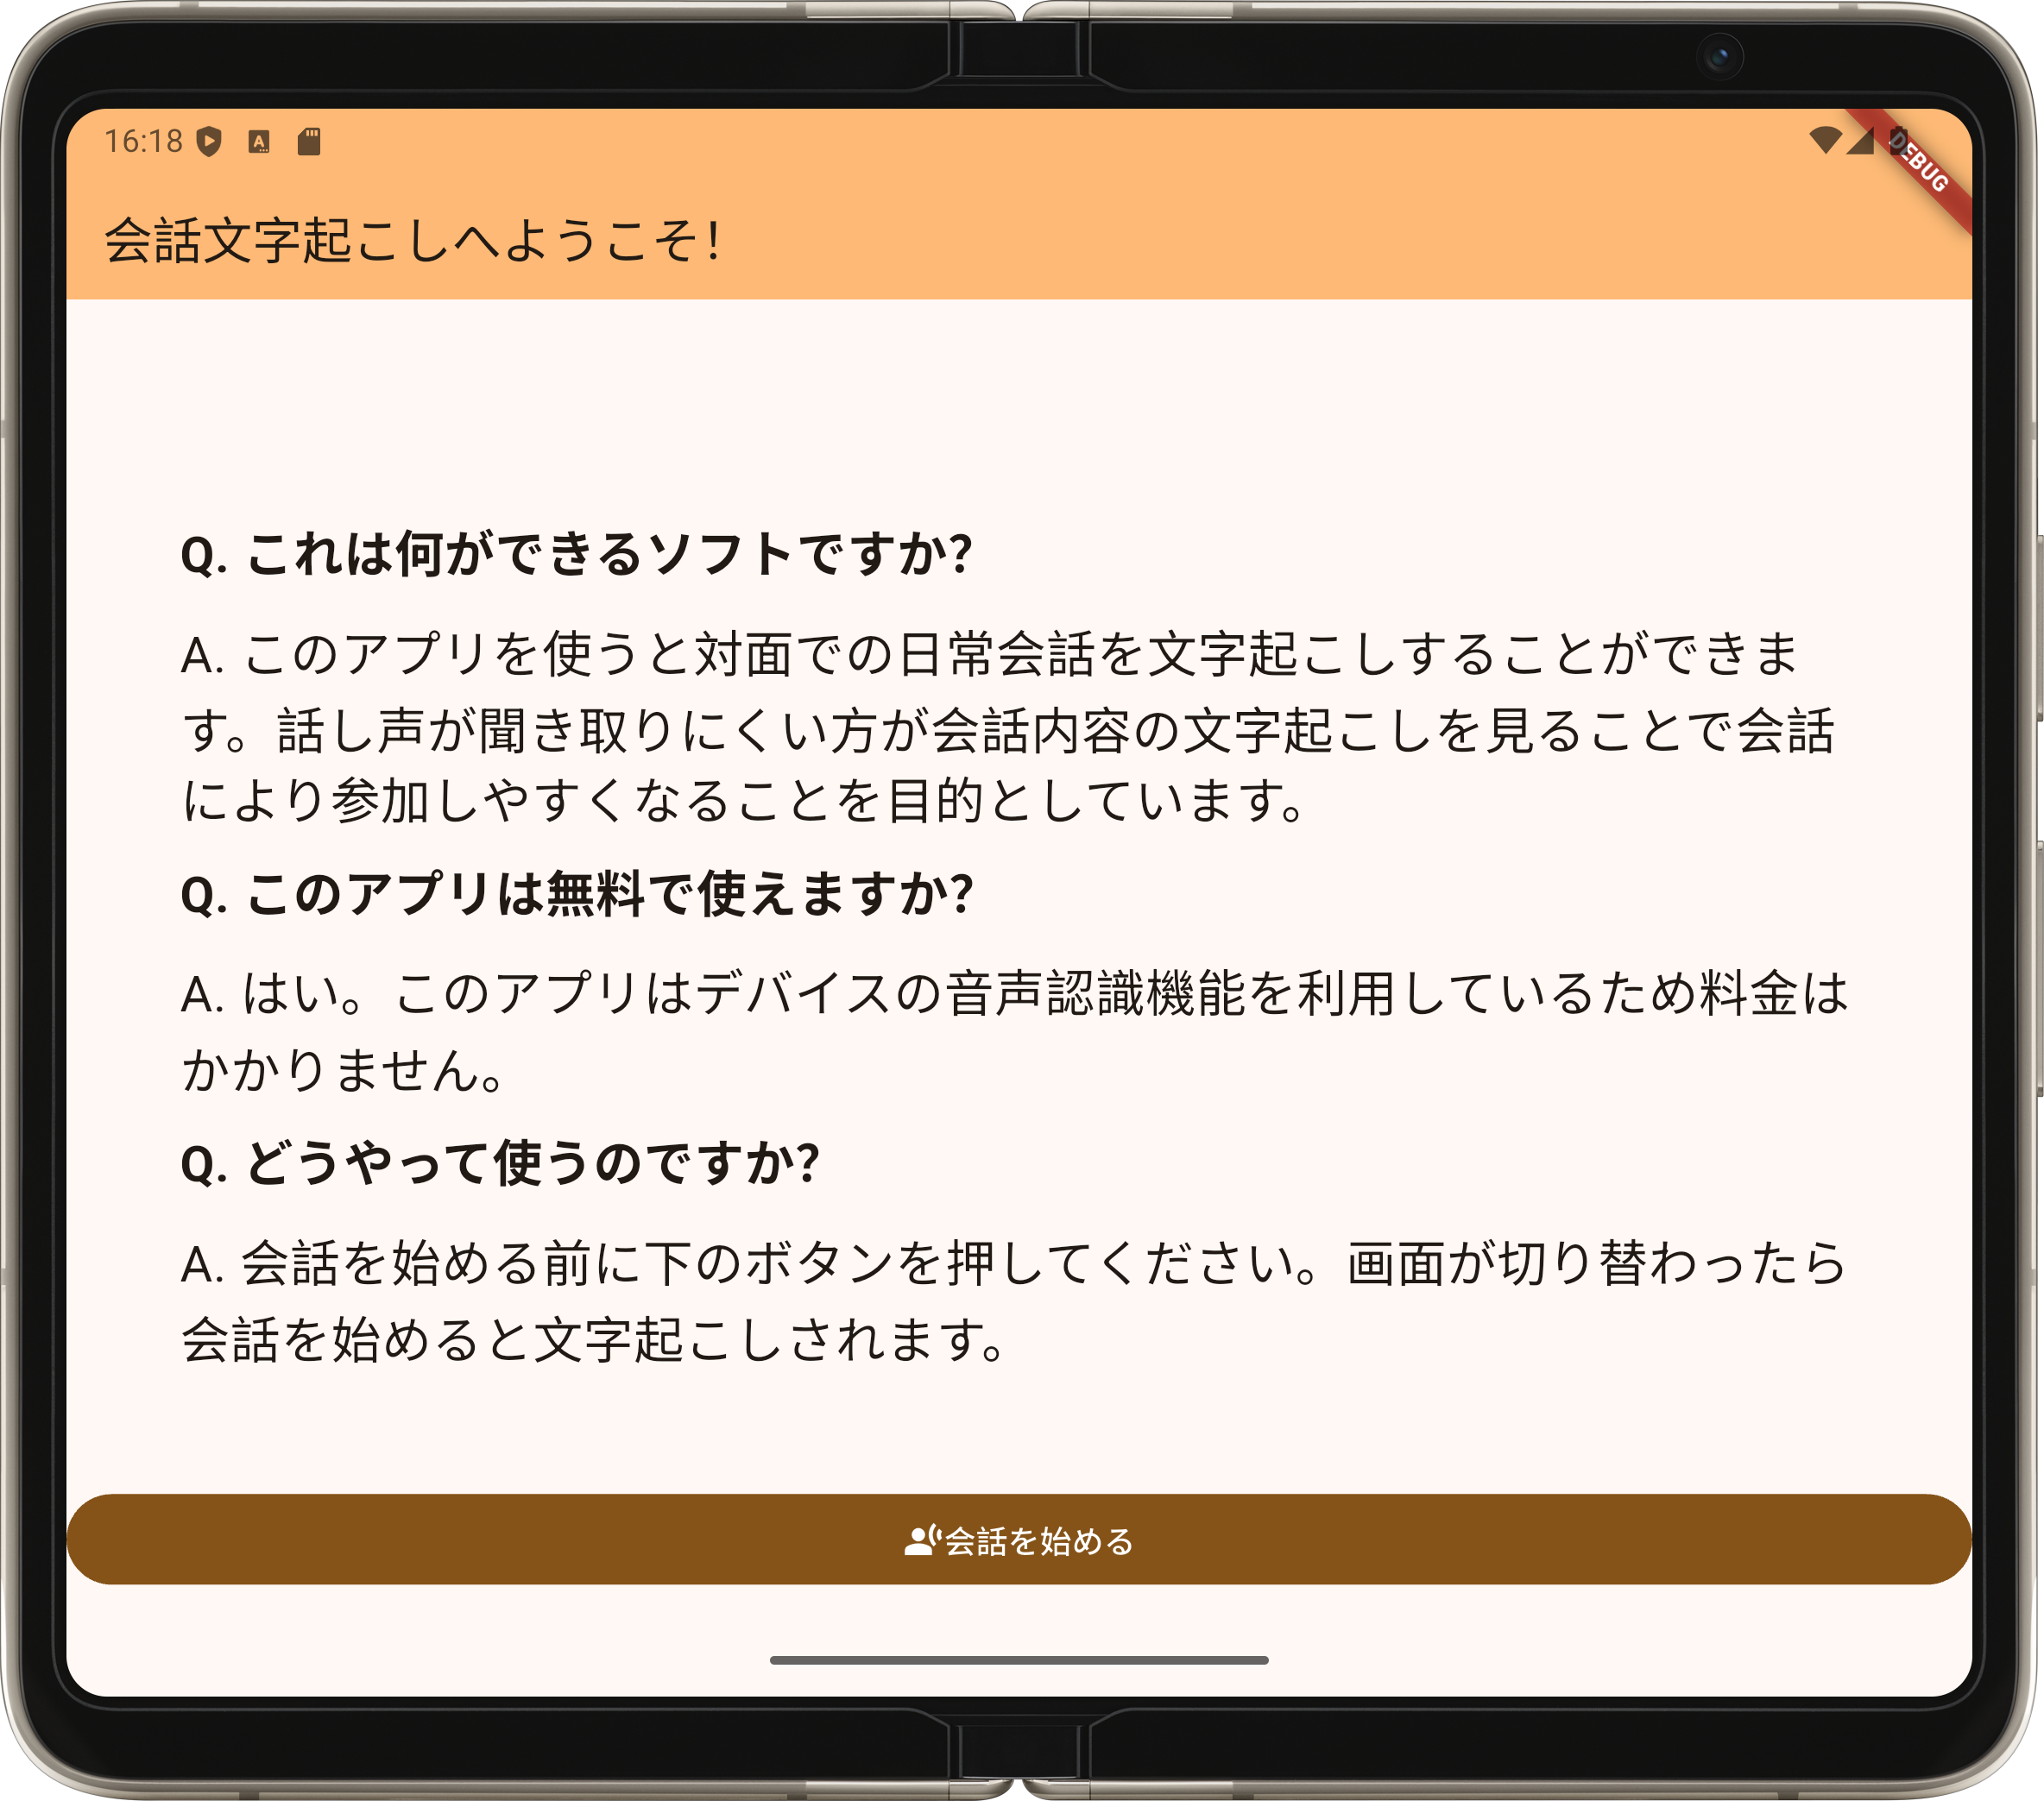 16:18
DEBUG
会話文字起こしへようこそ！
Q. これは何ができるソフトですか？
A. このアプリを使うと対面での日常会話を文字起こしすることができま
す。話し声が聞き取りにくい方が会話内容の文字起こしを見ることで会話
により参加しやすくなることを目的としています。
Q. このアプリは無料で使えますか？
A. はい。このアプリはデバイスの音声認識機能を利用しているため料金は
かかりません。
Q. どうやって使うのですか？
A. 会話を始める前に下のボタンを押してください。画面が切り替わったら
会話を始めると文字起こしされます。
会話を始める